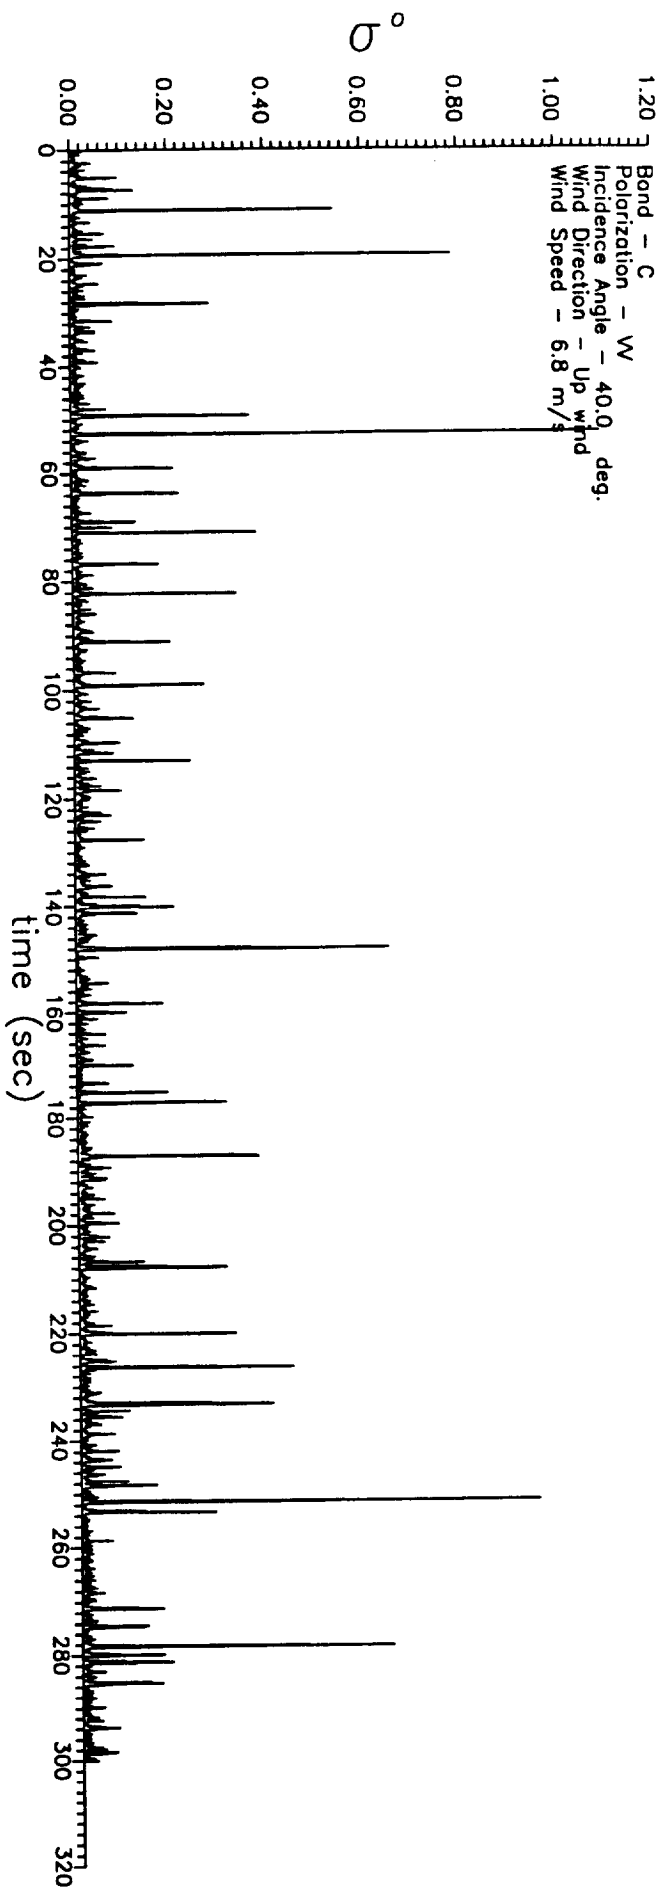 σ°
1.20
1.00
0.80
0.60
0.40
0.20
0.00
Band - C
Polarization - W
Incidence Angle - 40.0 deg.
Wind Direction - Up wind
Wind Speed - 6.8 m/s
0 20 40 60 80 100 120 140 160 180 200 220 240 260 280 300 320
time (sec)